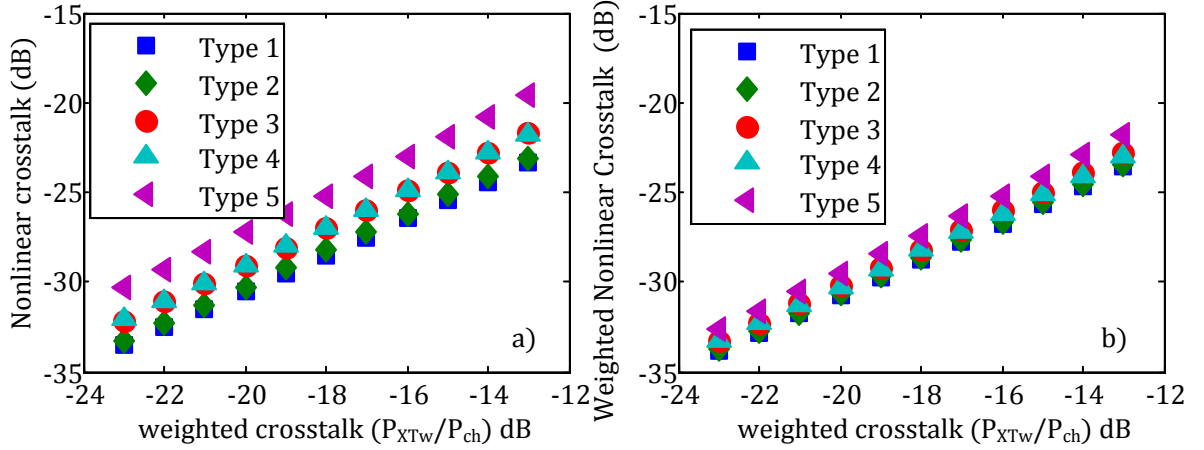 Nonlinear crosstalk (dB)
-15
-20
-25
-30
-35
Type 1
Type 2
Type 3
Type 4
Type 5
a)
-24 -22 -20 -18 -16 -14 -12
weighted crosstalk (PXTw/Pch) dB
Weighted Nonlinear Crosstalk (dB)
-15
-20
-25
-30
-35
Type 1
Type 2
Type 3
Type 4
Type 5
b)
-24 -22 -20 -18 -16 -14 -12
weighted crosstalk (PXTw/Pch) dB